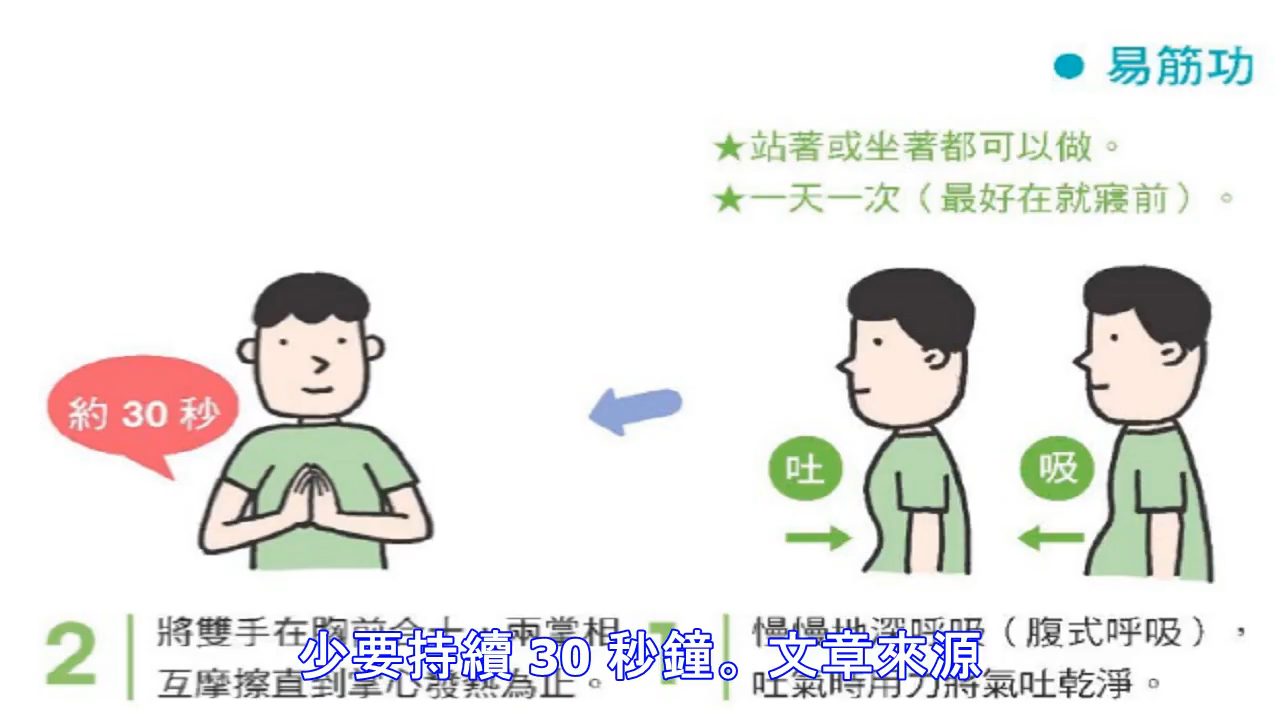 ● 易筋功
★站著或坐著都可以做。
★一天一次（最好在就寢前）。
吸
吐
約 30 秒
慢慢地深呼吸（腹式呼吸），
吐氣時用力將氣吐乾淨。
2
將雙手在胸前合十，兩掌相
互摩擦直到掌心發熱為止。
少要持續 30 秒鐘。文章來源